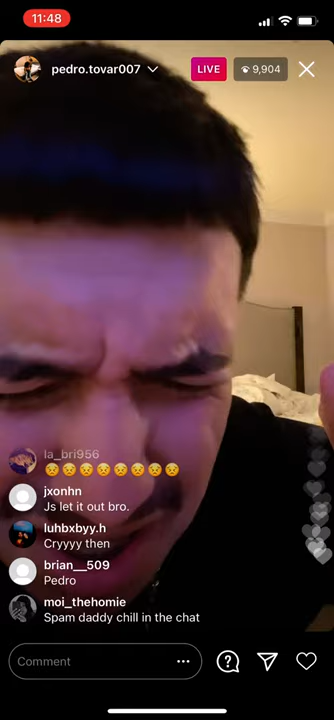 11:48
pedro.tovar007
LIVE
9,904
la_bri956
😥😥😥😥😥😥😥😥
jxonhn
Js let it out bro.
luhbxbyy.h
Cryyyy then
brian__509
Pedro
moi_thehomie
Spam daddy chill in the chat
Comment